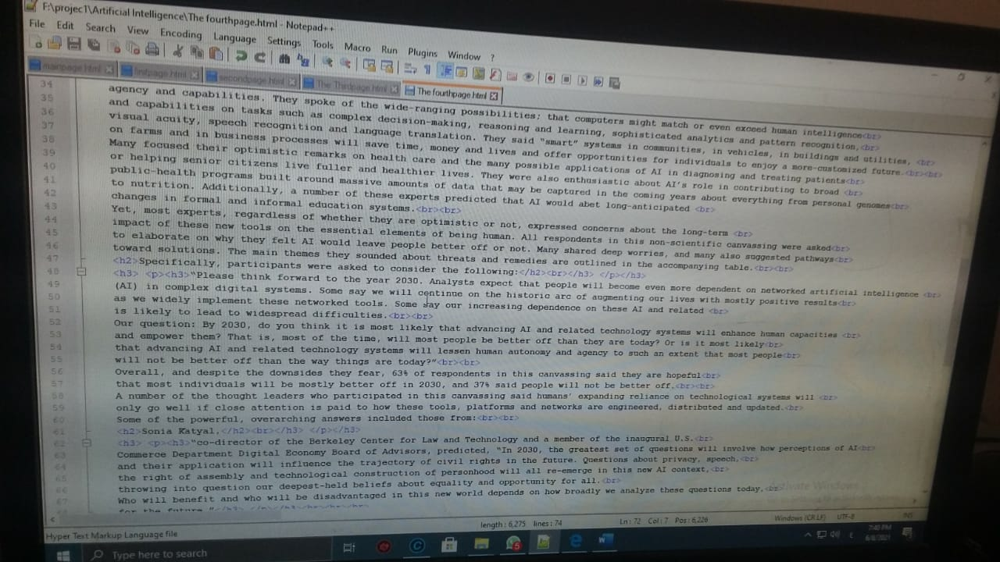 F:\projec1\Artificial Intelligence\The fourthpage.html - Notepad++
File Edit Search View Encoding Language Settings Tools Macro Run Plugins Window ?
mainpage.html firstpage.html secondpage.html The Thirdpage.html The fourthpage.html
34
35 agency and capabilities. They spoke of the wide-ranging possibilities; that computers might match or even exceed human intelligence<br>
36 and capabilities on tasks such as complex decision-making, reasoning and learning, sophisticated analytics and pattern recognition,<br>
37 visual acuity, speech recognition and language translation. They said "smart" systems in communities, in vehicles, in buildings and utilities, <br>
38 on farms and in business processes will save time, money and lives and offer opportunities for individuals to enjoy a more-customized future.<br><br>
39 Many focused their optimistic remarks on health care and the many possible applications of AI in diagnosing and treating patients<br>
40 or helping senior citizens live fuller and healthier lives. They were also enthusiastic about AI's role in contributing to broad <br>
41 public-health programs built around massive amounts of data that may be captured in the coming years about everything from personal genomes<br>
42 to nutrition. Additionally, a number of these experts predicted that AI would abet long-anticipated <br>
43 changes in formal and informal education systems.<br><br>
44 Yet, most experts, regardless of whether they are optimistic or not, expressed concerns about the long-term <br>
45 impact of these new tools on the essential elements of being human. All respondents in this non-scientific canvassing were asked<br>
46 to elaborate on why they felt AI would leave people better off or not. Many shared deep worries, and many also suggested pathways<br>
47 toward solutions. The main themes they sounded about threats and remedies are outlined in the accompanying table.<br><br>
48 <h2>Specifically, participants were asked to consider the following:</h2><br></h3> </p></h3>
49 <h3> <p><h3>"Please think forward to the year 2030. Analysts expect that people will become even more dependent on networked artificial intelligence <br>
50 (AI) in complex digital systems. Some say we will continue on the historic arc of augmenting our lives with mostly positive results<br>
51 as we widely implement these networked tools. Some say our increasing dependence on these AI and related <br>
52 is likely to lead to widespread difficulties.<br><br>
53 Our question: By 2030, do you think it is most likely that advancing AI and related technology systems will enhance human capacities <br>
54 and empower them? That is, most of the time, will most people be better off than they are today? Or is it most likely<br>
55 that advancing AI and related technology systems will lessen human autonomy and agency to such an extent that most people<br>
56 will not be better off than the way things are today?"<br><br>
57 Overall, and despite the downsides they fear, 63% of respondents in this canvassing said they are hopeful<br>
58 that most individuals will be mostly better off in 2030, and 37% said people will not be better off.<br><br>
59 A number of the thought leaders who participated in this canvassing said humans' expanding reliance on technological systems will <br>
60 only go well if close attention is paid to how these tools, platforms and networks are engineered, distributed and updated.<br>
61 Some of the powerful, overarching answers included those from:<br><br>
62 <h2>Sonia Katyal,</h2><br></h3> </p></h3>
63 <h3> <p><h3>"co-director of the Berkeley Center for Law and Technology and a member of the inaugural U.S.<br>
64 Commerce Department Digital Economy Board of Advisors, predicted, "In 2030, the greatest set of questions will involve how perceptions of AI<br>
65 and their application will influence the trajectory of civil rights in the future. Questions about privacy, speech,<br>
66 the right of assembly and technological construction of personhood will all re-emerge in this new AI context,<br>
67 throwing into question our deepest-held beliefs about equality and opportunity for all.<br>
Who will benefit and who will be disadvantaged in this new world depends on how broadly we analyze these questions today,<br>
for the future "</h3> </p></h3><br><br><br>
Activate Windows
length : 6,275 lines : 74 Ln : 72 Col : 7 Pos : 6,226 Windows (CR LF) UTF-8 INS
Hyper Text Markup Language file
Type here to search
5
7:40 PM
6/8/2021